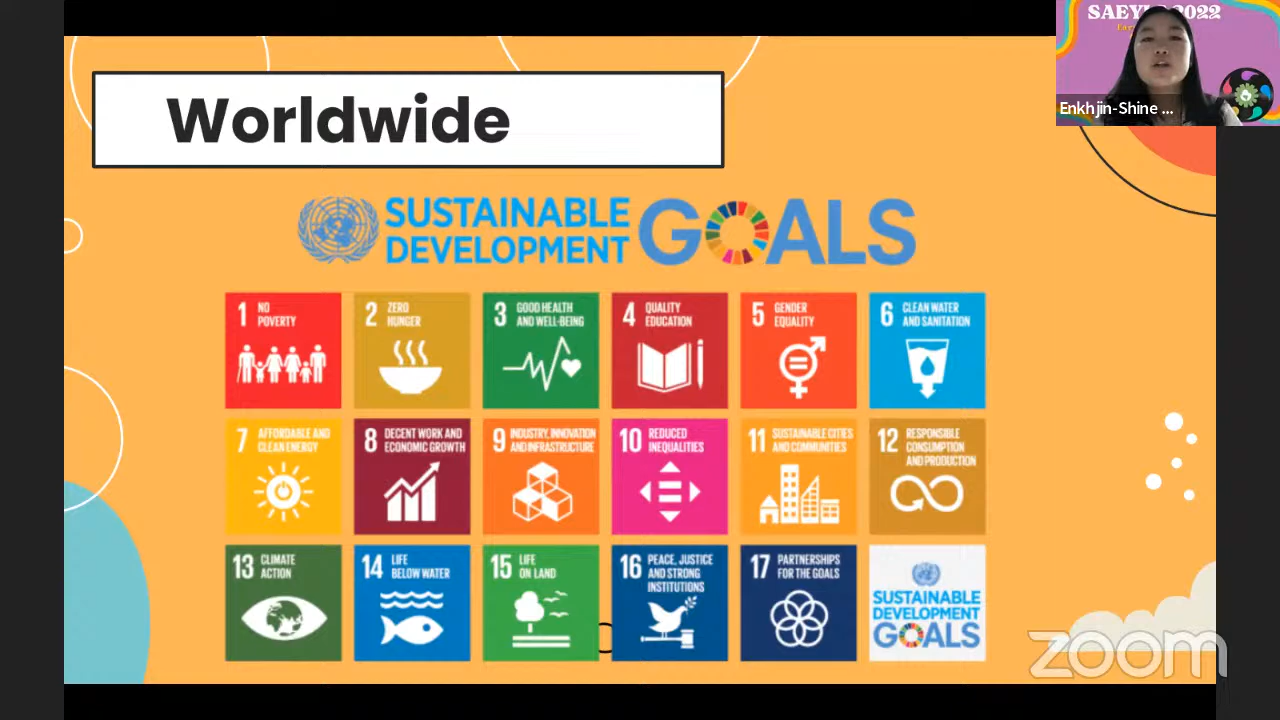 SAEYLS 2022
Enkhjin-Shine ...
Worldwide
SUSTAINABLE
DEVELOPMENT
GOALS
1 NO
POVERTY
2 ZERO
HUNGER
3 GOOD HEALTH
AND WELL-BEING
4 QUALITY
EDUCATION
5 GENDER
EQUALITY
6 CLEAN WATER
AND SANITATION
7 AFFORDABLE AND
CLEAN ENERGY
8 DECENT WORK AND
ECONOMIC GROWTH
9 INDUSTRY, INNOVATION
AND INFRASTRUCTURE
10 REDUCED
INEQUALITIES
11 SUSTAINABLE CITIES
AND COMMUNITIES
12 RESPONSIBLE
CONSUMPTION
AND PRODUCTION
13 CLIMATE
ACTION
14 LIFE
BELOW WATER
15 LIFE
ON LAND
16 PEACE, JUSTICE
AND STRONG
INSTITUTIONS
17 PARTNERSHIPS
FOR THE GOALS
SUSTAINABLE
DEVELOPMENT
GOALS
zoom